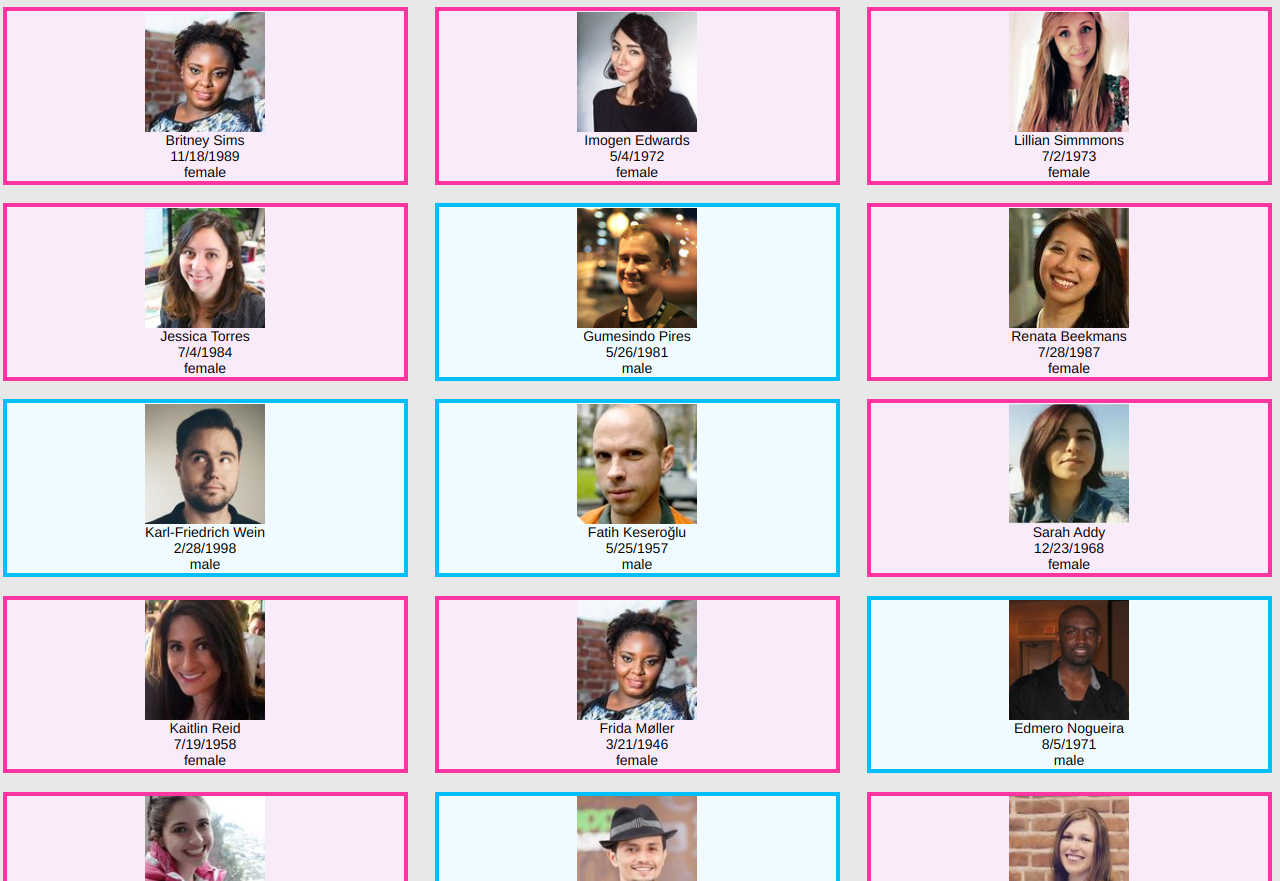 Britney Sims
11/18/1989
female
Imogen Edwards
5/4/1972
female
Lillian Simmmons
7/2/1973
female
Jessica Torres
7/4/1984
female
Gumesindo Pires
5/26/1981
male
Renata Beekmans
7/28/1987
female
Karl-Friedrich Wein
2/28/1998
male
Fatih Keseroğlu
5/25/1957
male
Sarah Addy
12/23/1968
female
Kaitlin Reid
7/19/1958
female
Frida Møller
3/21/1946
female
Edmero Nogueira
8/5/1971
male